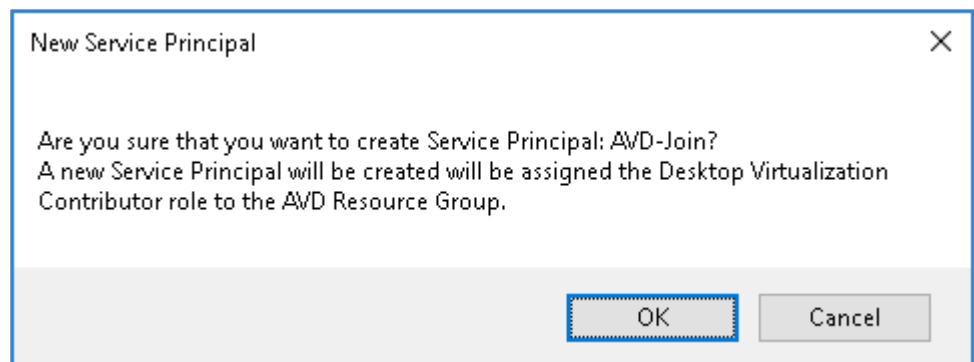 New Service Principal
Are you sure that you want to create Service Principal: AVD-Join?
A new Service Principal will be created will be assigned the Desktop Virtualization
Contributor role to the AVD Resource Group.
OK
Cancel